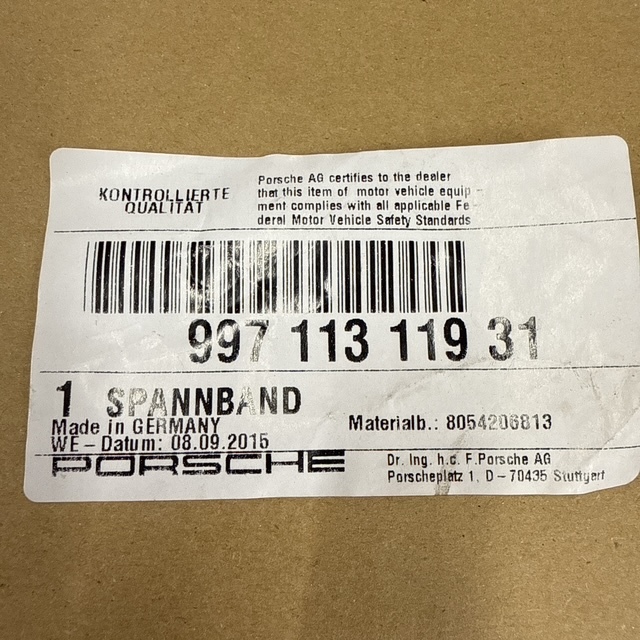 KONTROLLIERTE
QUALITÄT
Porsche AG certifies to the dealer
that this item of motor vehicle equip -
ment complies with all applicable Fe -
deral Motor Vehicle Safety Standards
997 113 119 31
1 SPANNBAND
Made in GERMANY
Materialb.: 8054206813
WE - Datum: 08.09.2015
PORSCHE
Dr. Ing. h.c. F.Porsche AG
Porscheplatz 1, D - 70435 Stuttgart